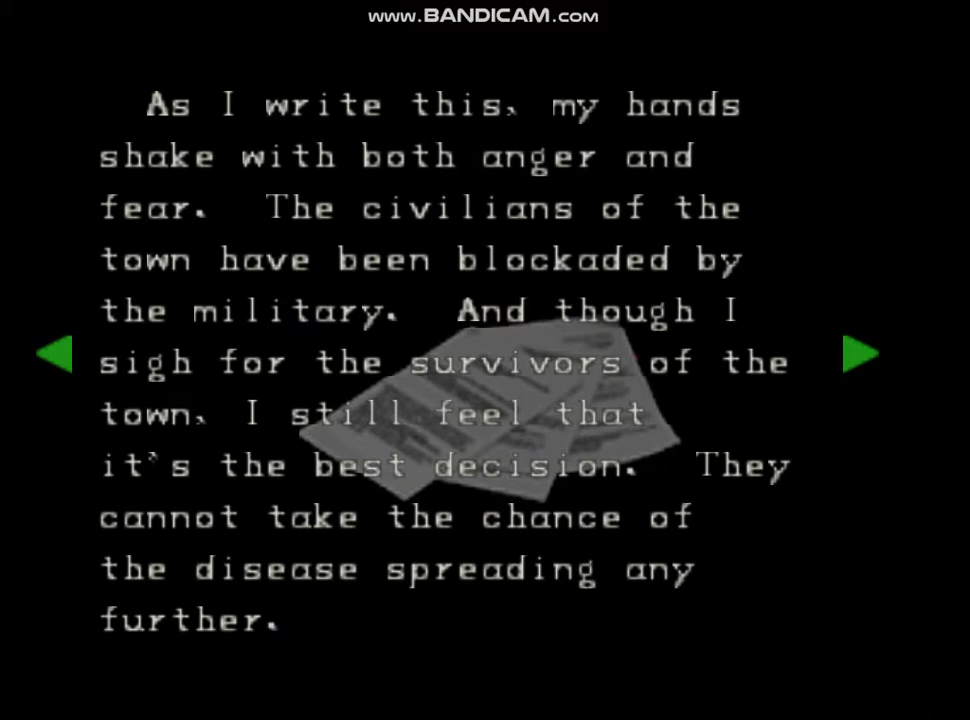 www.BANDICAM.com
As I write this, my hands
shake with both anger and
fear. The civilians of the
town have been blockaded by
the military. And though I
sigh for the survivors of the
town, I still feel that
it's the best decision. They
cannot take the chance of
the disease spreading any
further.